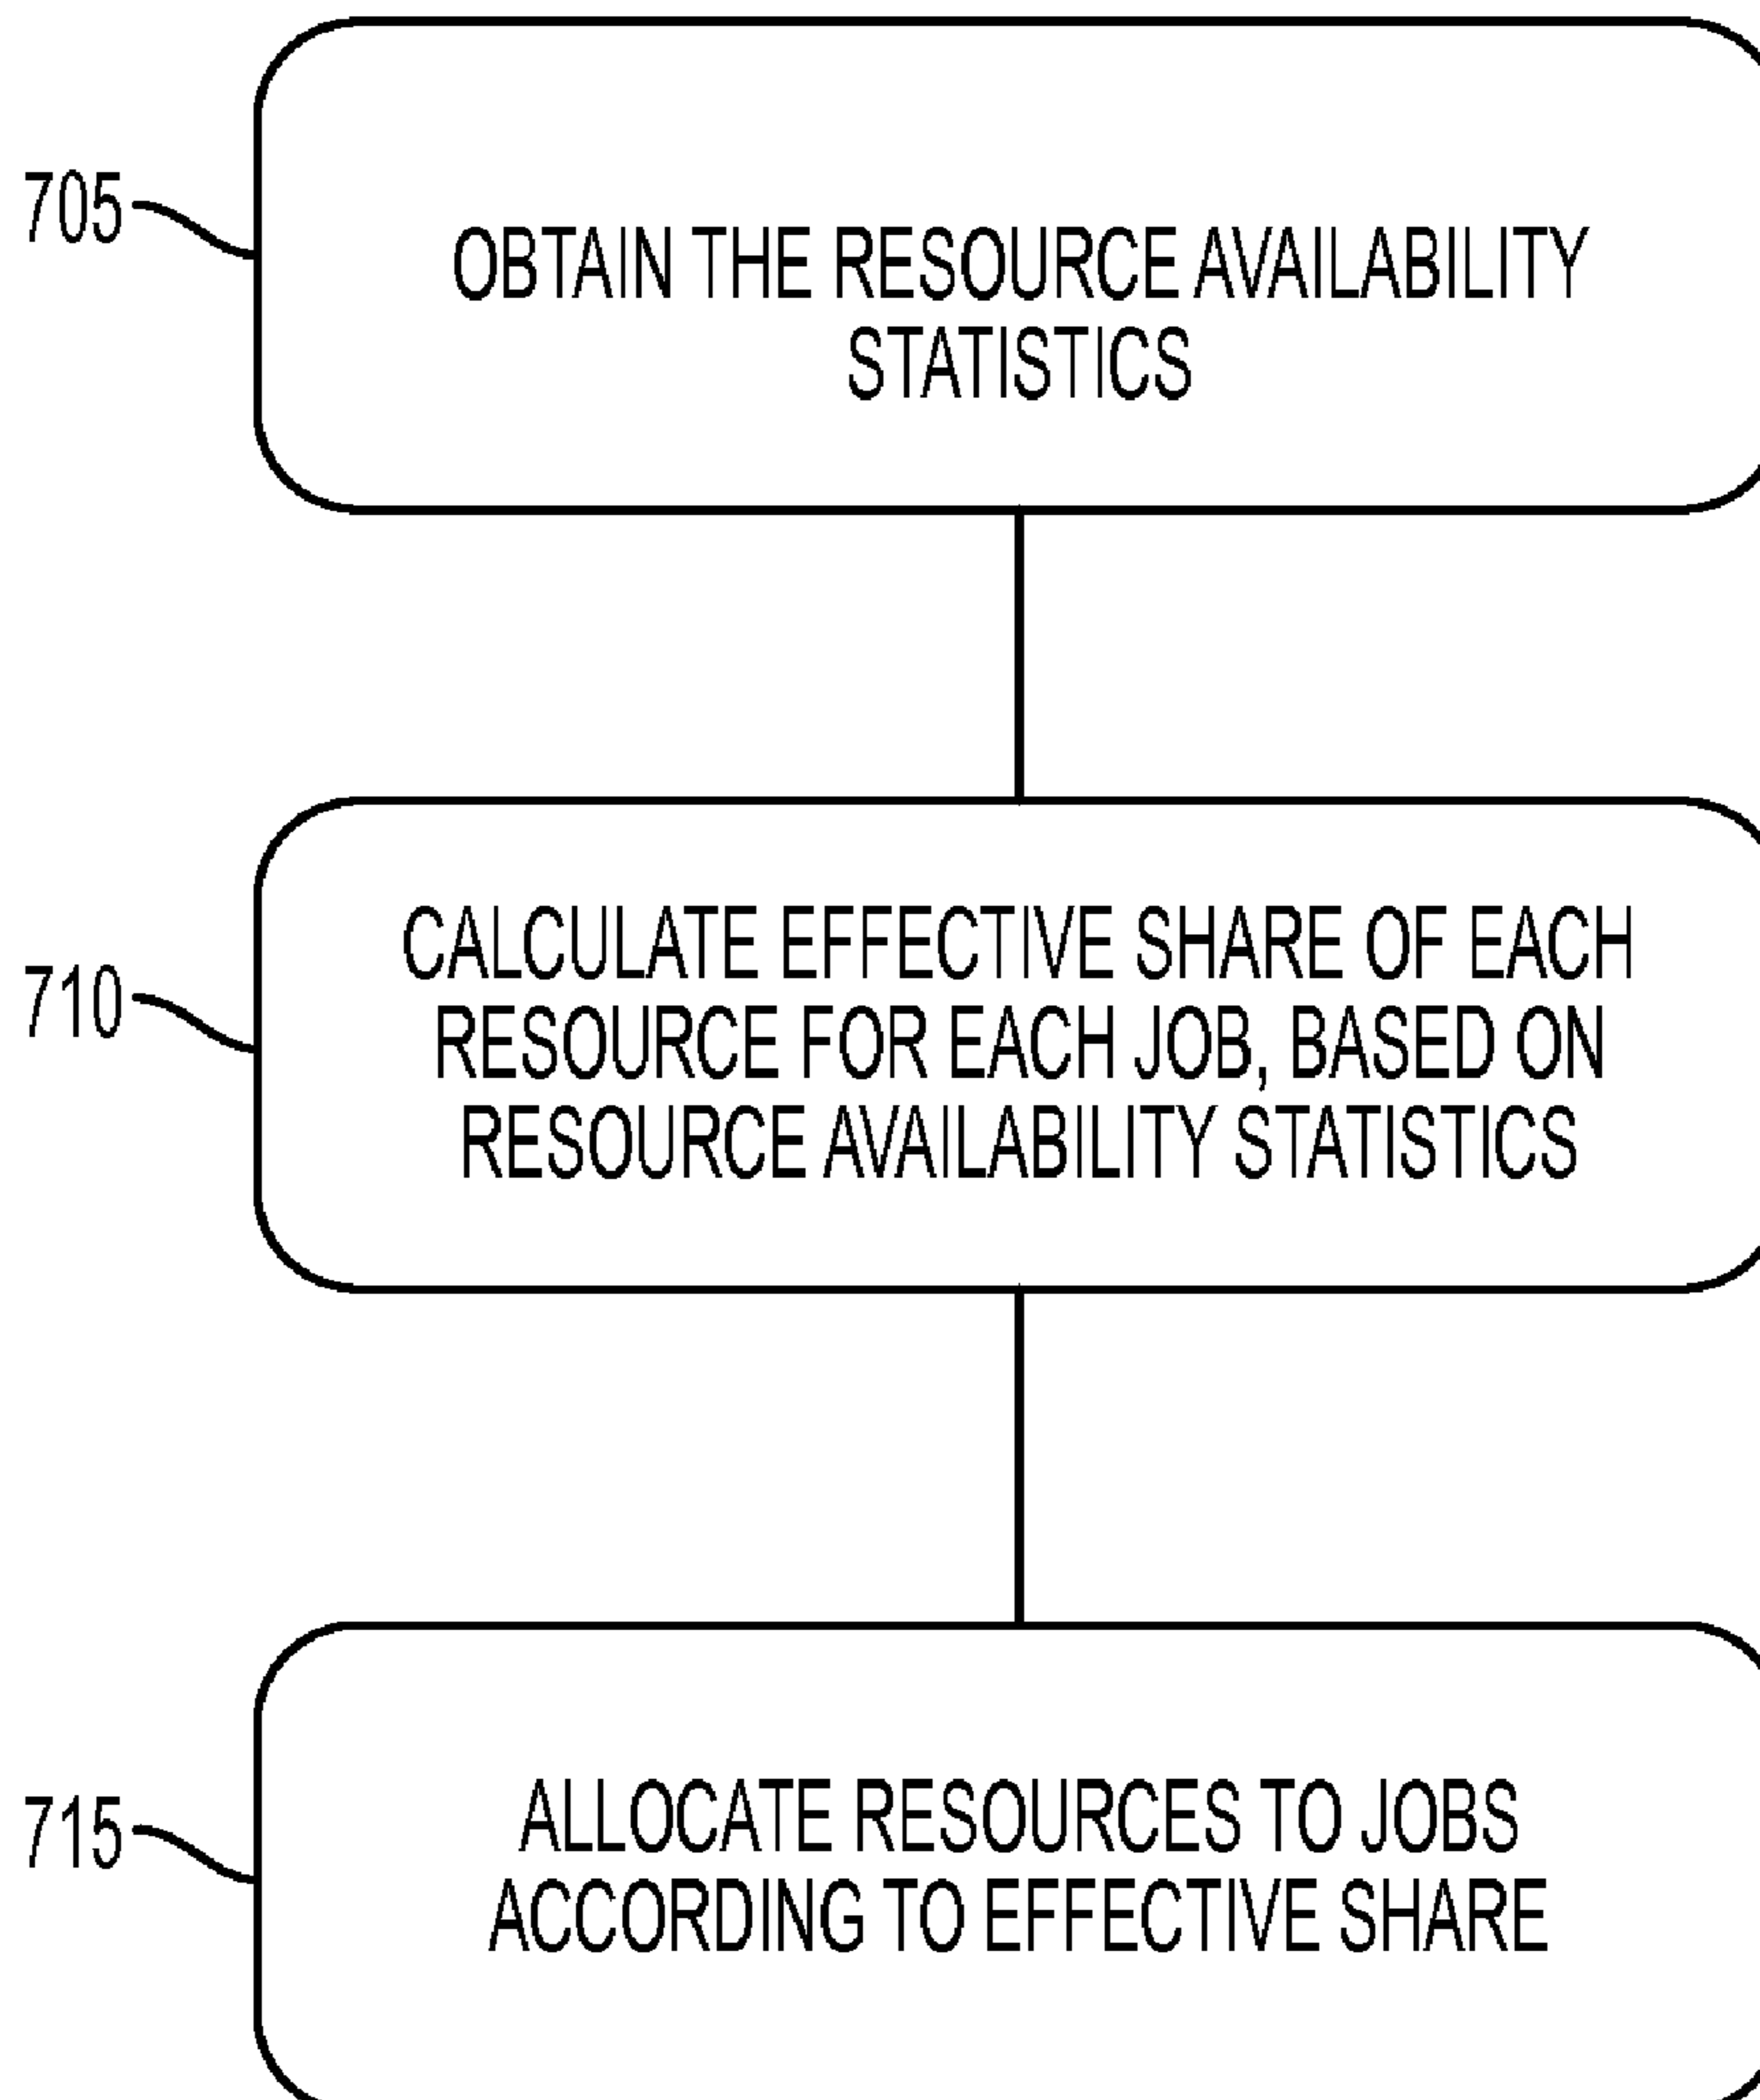 705
OBTAIN THE RESOURCE AVAILABILITY
STATISTICS
710
CALCULATE EFFECTIVE SHARE OF EACH
RESOURCE FOR EACH JOB, BASED ON
RESOURCE AVAILABILITY STATISTICS
715
ALLOCATE RESOURCES TO JOBS
ACCORDING TO EFFECTIVE SHARE